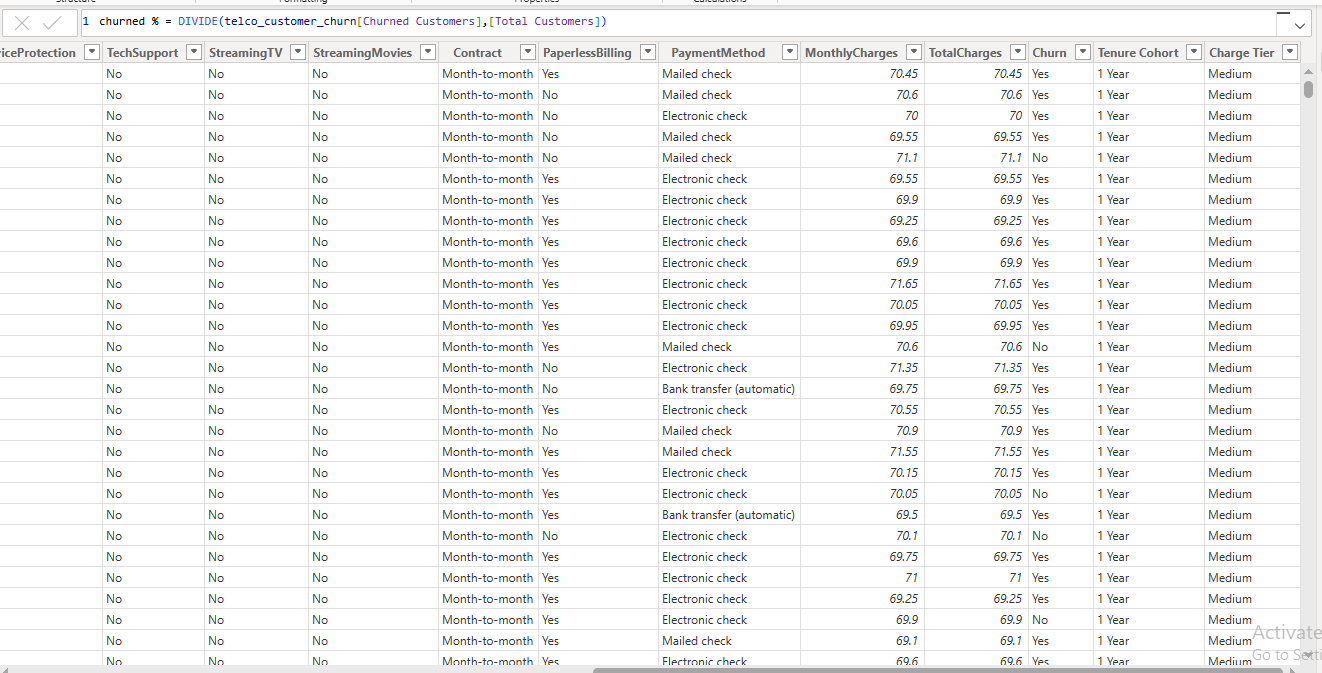 Structure Formatting Properties Calculations
1 churned % = DIVIDE(telco_customer_churn[Churned Customers],[Total Customers])
iceProtection TechSupport StreamingTV StreamingMovies Contract PaperlessBilling PaymentMethod MonthlyCharges TotalCharges Churn Tenure Cohort Charge Tier
No No No Month-to-month Yes Mailed check 70.45 70.45 Yes 1 Year Medium
No No No Month-to-month No Mailed check 70.6 70.6 Yes 1 Year Medium
No No No Month-to-month No Electronic check 70 70 Yes 1 Year Medium
No No No Month-to-month No Mailed check 69.55 69.55 Yes 1 Year Medium
No No No Month-to-month No Mailed check 71.1 71.1 No 1 Year Medium
No No No Month-to-month Yes Electronic check 69.55 69.55 Yes 1 Year Medium
No No No Month-to-month Yes Electronic check 69.9 69.9 Yes 1 Year Medium
No No No Month-to-month Yes Electronic check 69.25 69.25 Yes 1 Year Medium
No No No Month-to-month Yes Electronic check 69.6 69.6 Yes 1 Year Medium
No No No Month-to-month Yes Electronic check 69.9 69.9 Yes 1 Year Medium
No No No Month-to-month Yes Electronic check 71.65 71.65 Yes 1 Year Medium
No No No Month-to-month Yes Electronic check 70.05 70.05 Yes 1 Year Medium
No No No Month-to-month Yes Electronic check 69.95 69.95 Yes 1 Year Medium
No No No Month-to-month Yes Mailed check 70.6 70.6 No 1 Year Medium
No No No Month-to-month No Electronic check 71.35 71.35 Yes 1 Year Medium
No No No Month-to-month No Bank transfer (automatic) 69.75 69.75 Yes 1 Year Medium
No No No Month-to-month Yes Electronic check 70.55 70.55 Yes 1 Year Medium
No No No Month-to-month No Mailed check 70.9 70.9 Yes 1 Year Medium
No No No Month-to-month Yes Mailed check 71.55 71.55 Yes 1 Year Medium
No No No Month-to-month Yes Electronic check 70.15 70.15 Yes 1 Year Medium
No No No Month-to-month Yes Electronic check 70.05 70.05 No 1 Year Medium
No No No Month-to-month Yes Bank transfer (automatic) 69.5 69.5 Yes 1 Year Medium
No No No Month-to-month No Electronic check 70.1 70.1 No 1 Year Medium
No No No Month-to-month Yes Electronic check 69.75 69.75 Yes 1 Year Medium
No No No Month-to-month Yes Electronic check 71 71 Yes 1 Year Medium
No No No Month-to-month Yes Electronic check 69.25 69.25 Yes 1 Year Medium
No No No Month-to-month Yes Electronic check 69.9 69.9 No 1 Year Medium
No No No Month-to-month Yes Mailed check 69.1 69.1 Yes 1 Year Medium
No No No Month-to-month Yes Electronic check 69.6 69.6 Yes 1 Year Medium
Activate
Go to Setti